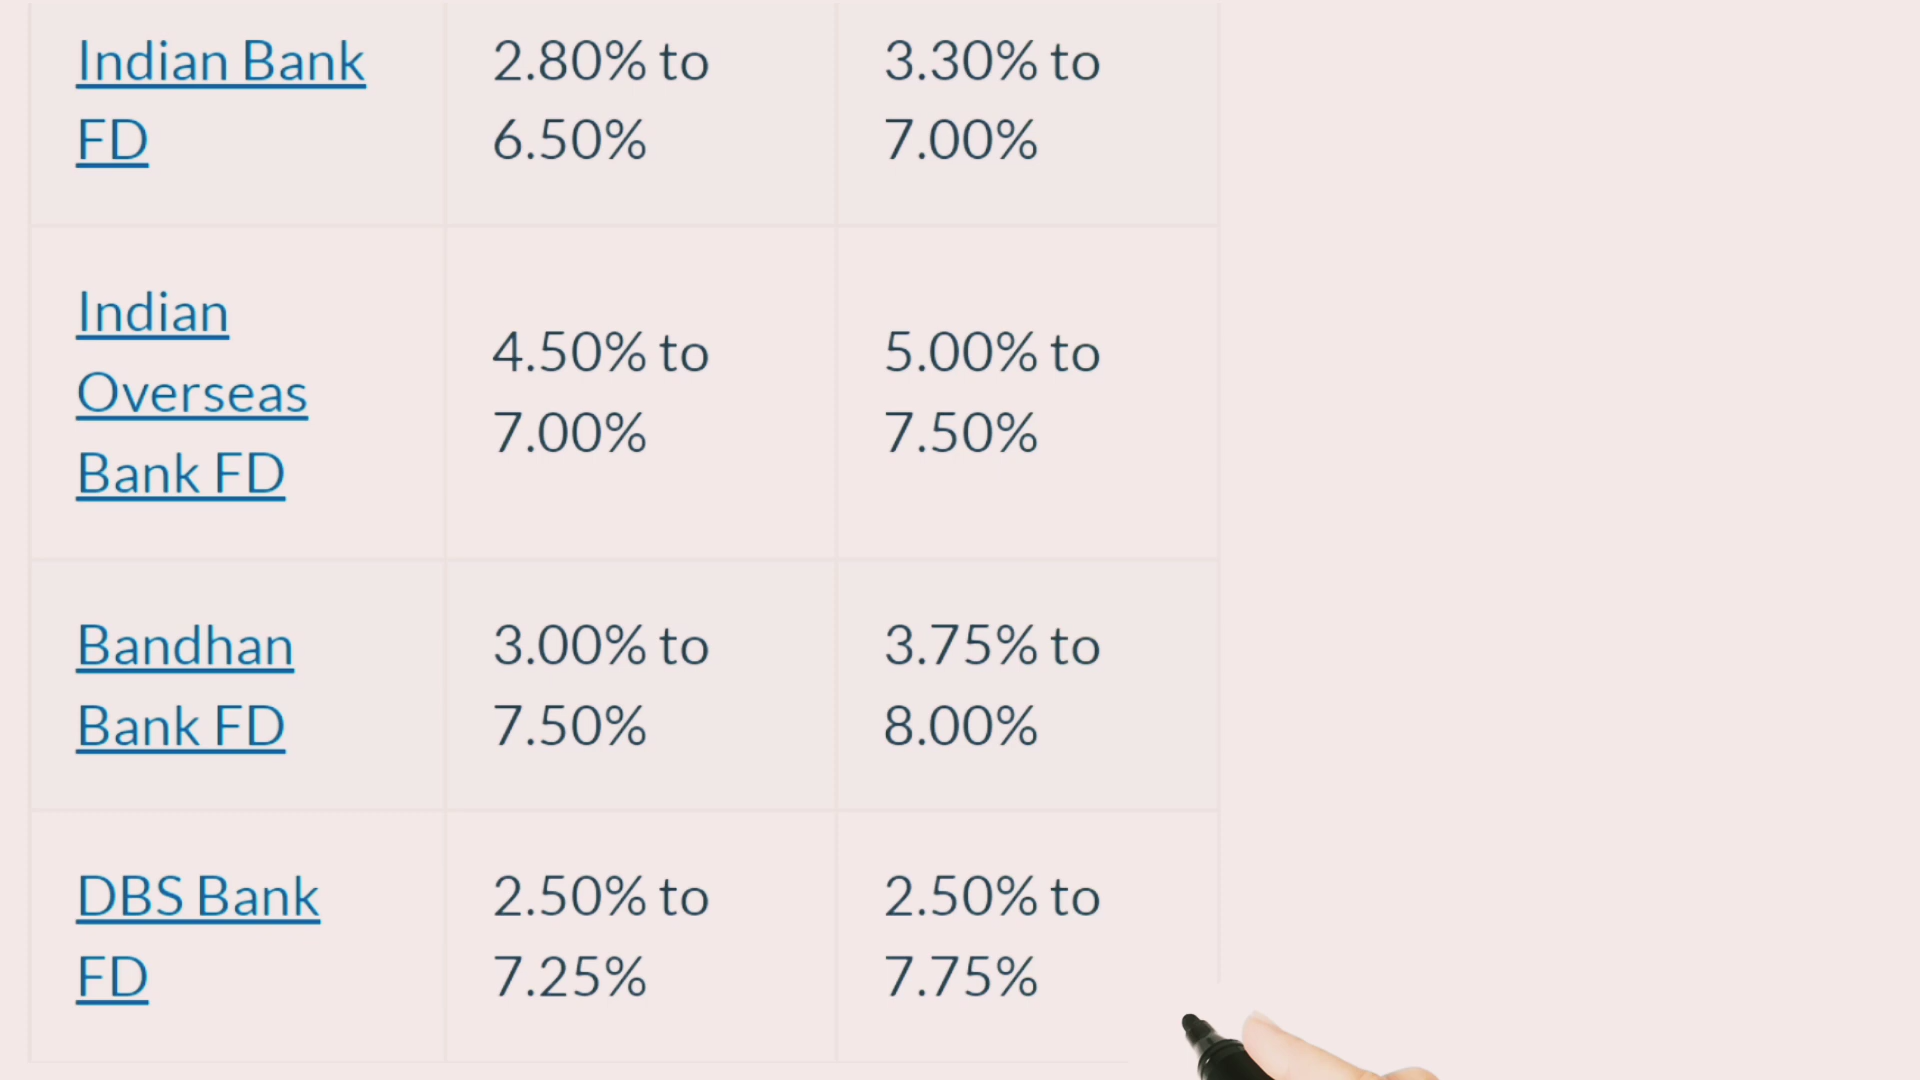 Indian Bank
FD
2.80% to
6.50%
3.30% to
7.00%
Indian
Overseas
Bank FD
4.50% to
7.00%
5.00% to
7.50%
Bandhan
Bank FD
3.00% to
7.50%
3.75% to
8.00%
DBS Bank
FD
2.50% to
7.25%
2.50% to
7.75%